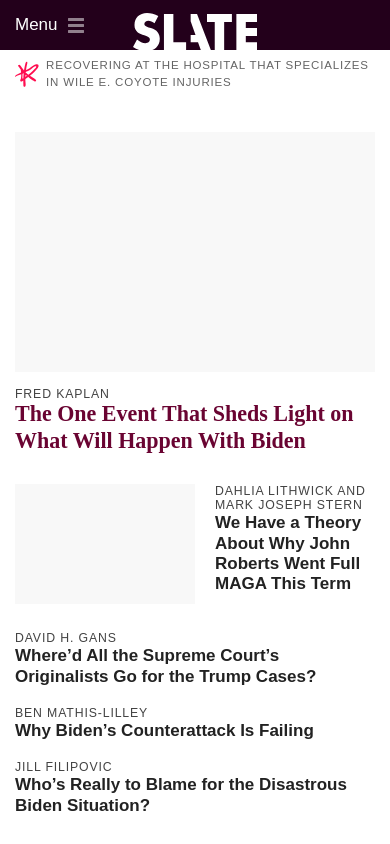 Menu
SLATE
RECOVERING AT THE HOSPITAL THAT SPECIALIZES
IN WILE E. COYOTE INJURIES
FRED KAPLAN
The One Event That Sheds Light on
What Will Happen With Biden
DAHLIA LITHWICK AND
MARK JOSEPH STERN
We Have a Theory
About Why John
Roberts Went Full
MAGA This Term
DAVID H. GANS
Where’d All the Supreme Court’s
Originalists Go for the Trump Cases?
BEN MATHIS-LILLEY
Why Biden’s Counterattack Is Failing
JILL FILIPOVIC
Who’s Really to Blame for the Disastrous
Biden Situation?